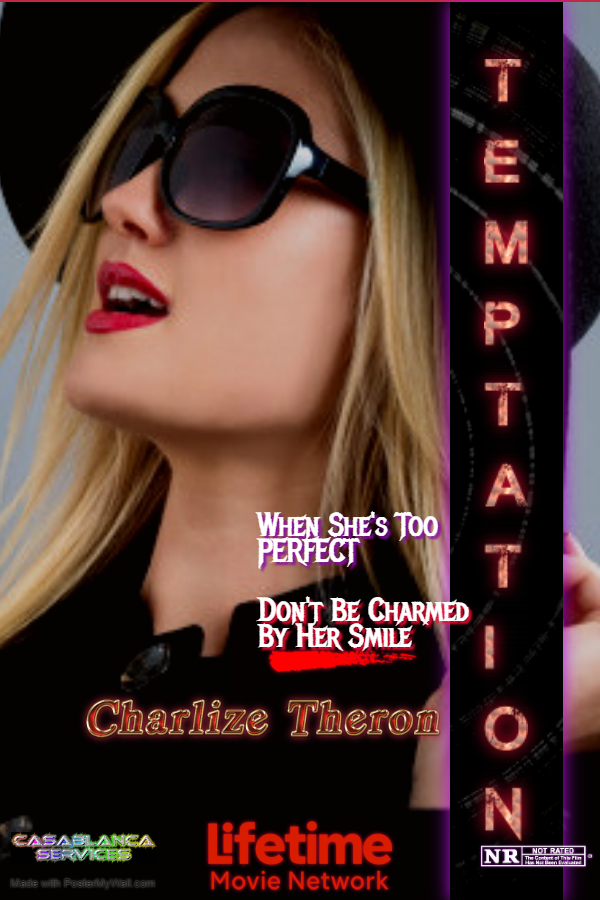 TEMPTATION
WHEN SHE'S TOO
PERFECT
DON'T BE CHARMED
BY HER SMILE
Charlize Theron
CASABLANCA
SERVICES
Made with PosterMyWall.com
Lifetime
Movie Network
NR
NOT RATED
The Content of This Film
Has Not Been Evaluated